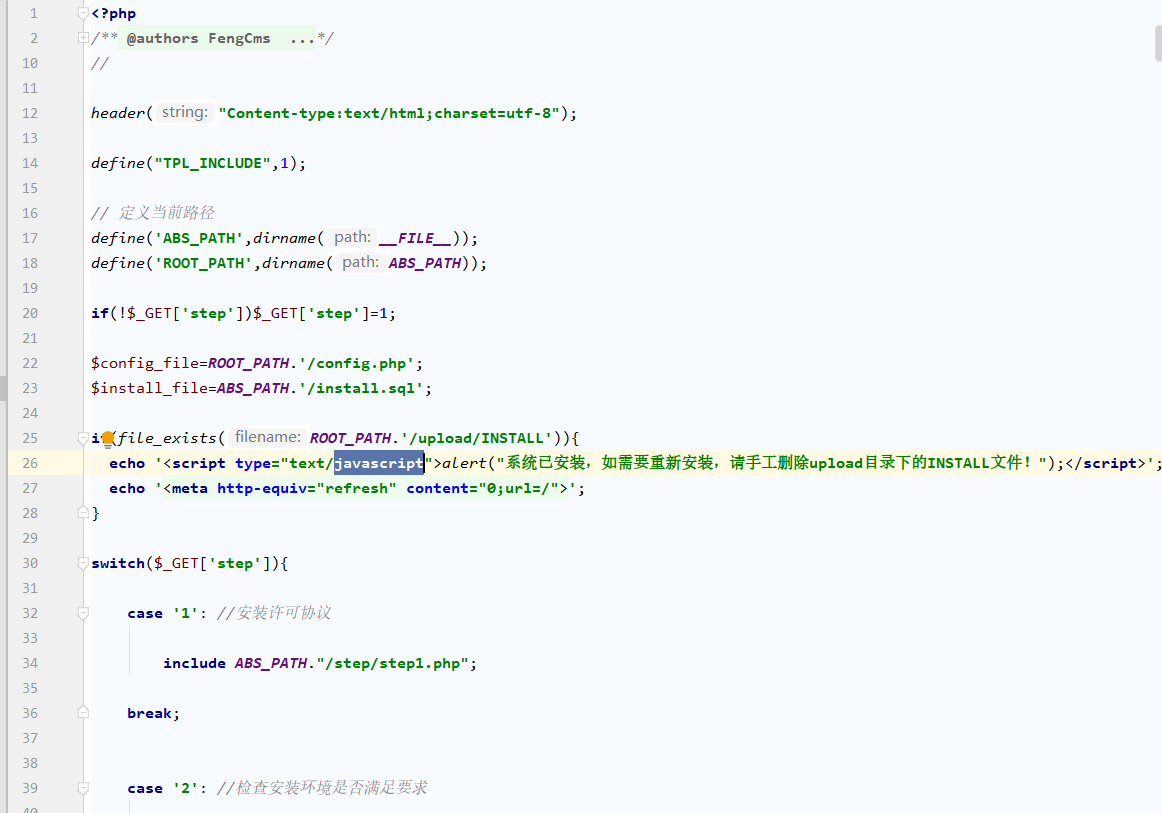 1 <?php
2 /** @authors FengCms ...*/
10 //
11
12 header( string: "Content-type:text/html;charset=utf-8");
13
14 define("TPL_INCLUDE",1);
15
16 // 定义当前路径
17 define('ABS_PATH',dirname( path: __FILE__));
18 define('ROOT_PATH',dirname( path: ABS_PATH));
19
20 if(!$_GET['step'])$_GET['step']=1;
21
22 $config_file=ROOT_PATH.'/config.php';
23 $install_file=ABS_PATH.'/install.sql';
24
25 if(file_exists( filename: ROOT_PATH.'/upload/INSTALL')){
26 echo '<script type="text/javascript">alert("系统已安装，如需要重新安装，请手工删除upload目录下的INSTALL文件！");</script>';
27 echo '<meta http-equiv="refresh" content="0;url=/">';
28 }
29
30 switch($_GET['step']){
31
32 case '1': //安装许可协议
33
34 include ABS_PATH."/step/step1.php";
35
36 break;
37
38
39 case '2': //检查安装环境是否满足要求
40